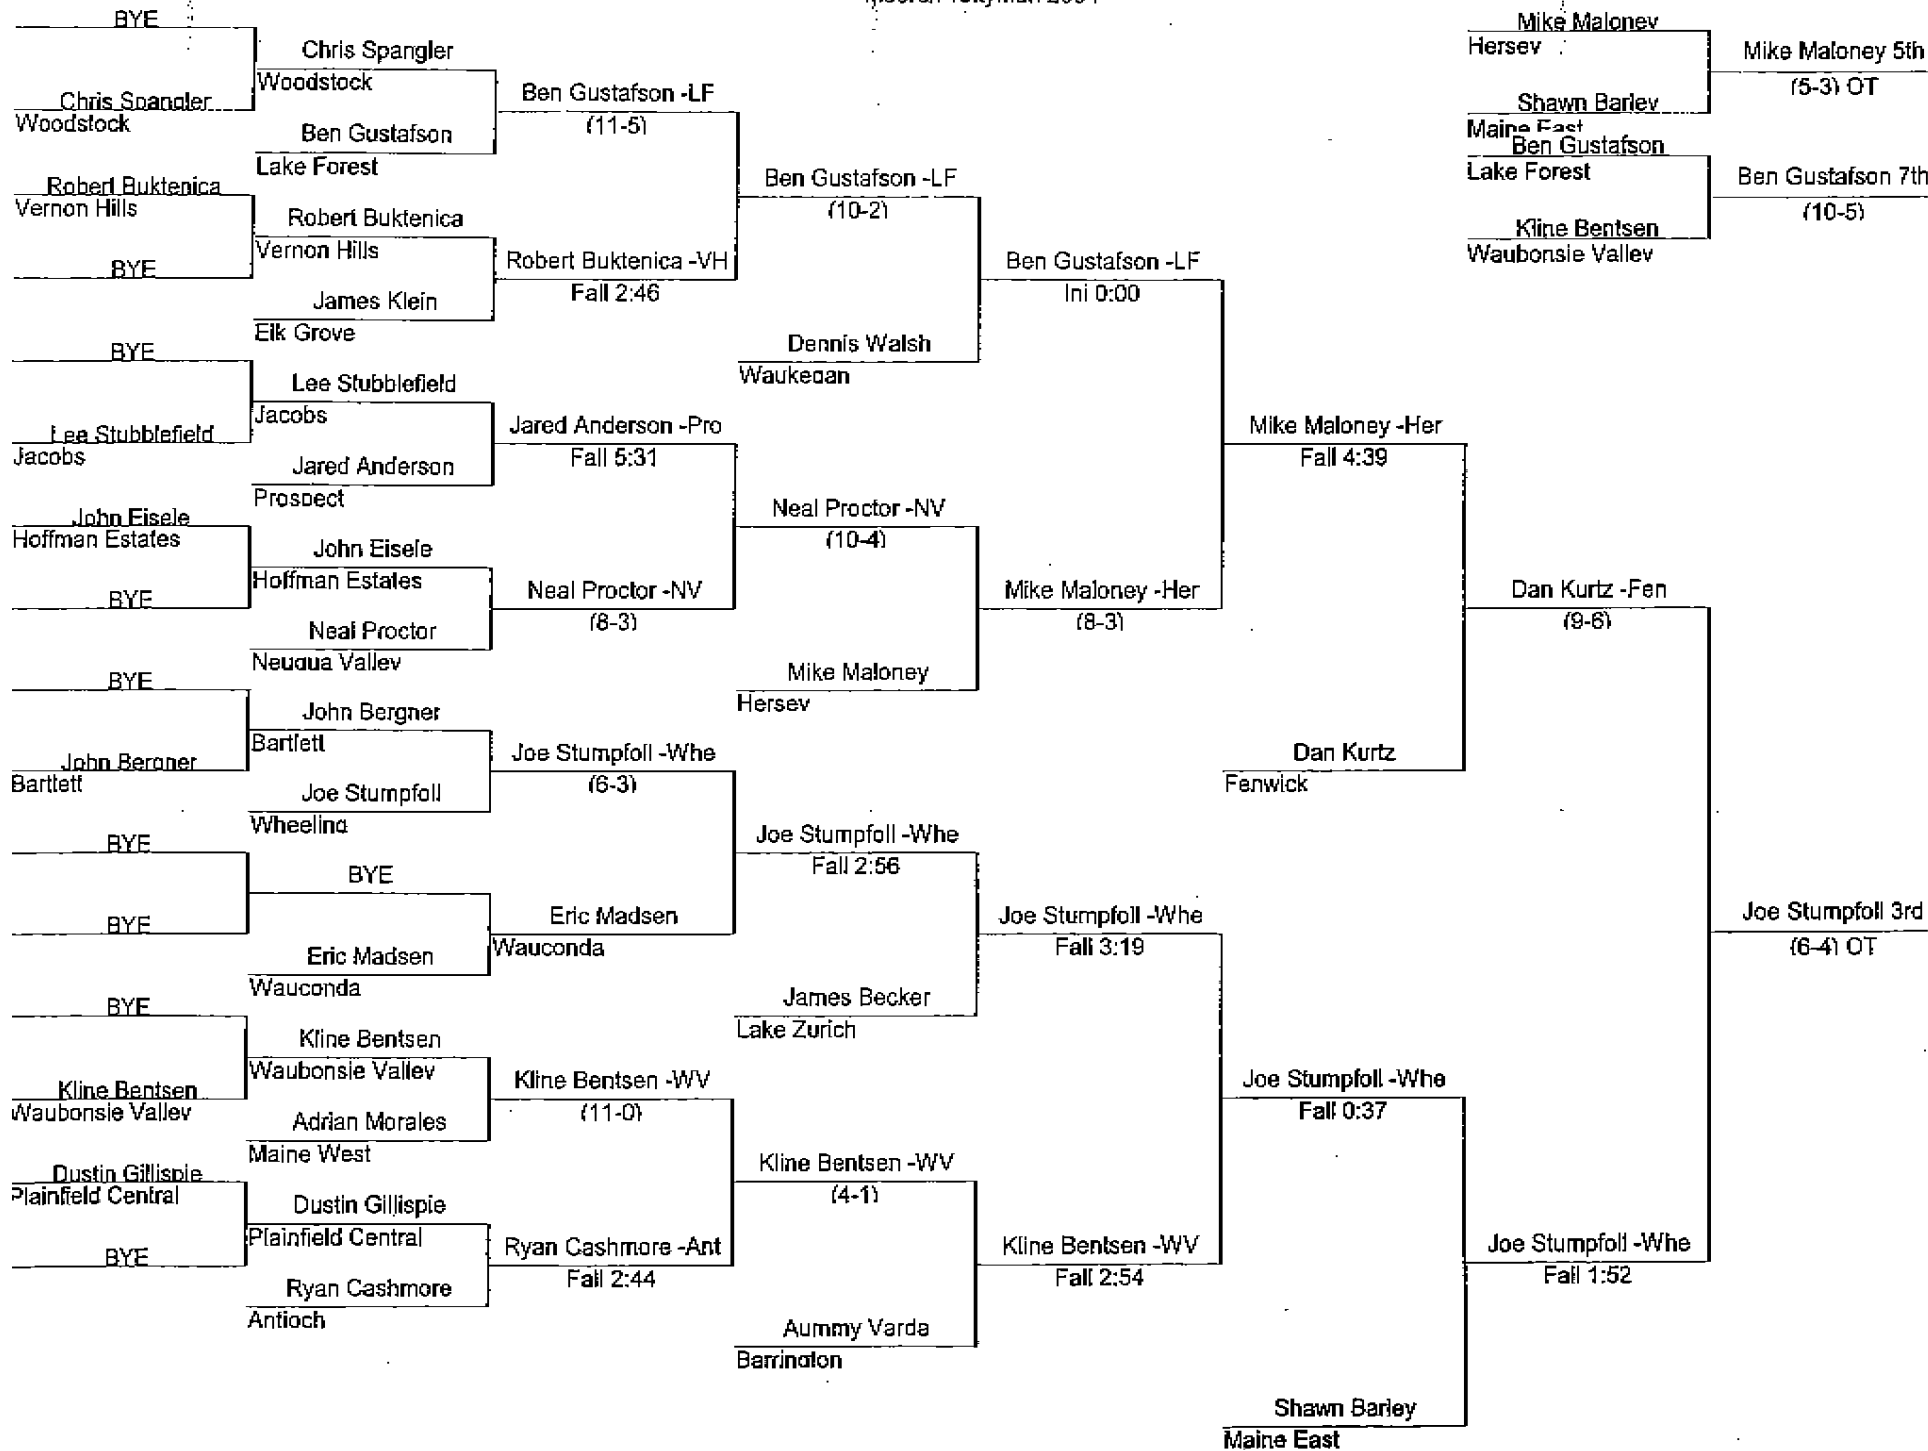 BYE
Chris Spangler
Woodstock
Robert Buktenica
Vernon Hills
BYE
BYE
Lee Stubblefield
Jacobs
John Eisele
Hoffman Estates
BYE
BYE
John Bergner
Bartlett
BYE
BYE
BYE
Kline Bentsen
Waubonsie Valley
Dustin Gillispie
Plainfield Central
BYE
Chris Spangler
Woodstock
Ben Gustafson
Lake Forest
Robert Buktenica
Vernon Hills
James Klein
Elk Grove
Lee Stubblefield
Jacobs
Jared Anderson
Prospect
John Eisele
Hoffman Estates
Neal Proctor
Neuqua Valley
John Bergner
Bartlett
Joe Stumpfoll
Wheeling
BYE
Eric Madsen
Wauconda
Kline Bentsen
Waubonsie Valley
Adrian Morales
Maine West
Dustin Gillispie
Plainfield Central
Ryan Cashmore
Antioch
Ben Gustafson -LF
(11-5)
Robert Buktenica -VH
Fall 2:46
Jared Anderson -Pro
Fall 5:31
Neal Proctor -NV
(8-3)
Joe Stumpfoll -Whe
(6-3)
Eric Madsen
Wauconda
Kline Bentsen -WV
(11-0)
Ryan Cashmore -Ant
Fall 2:44
Ben Gustafson -LF
(10-2)
Dennis Walsh
Waukegan
Neal Proctor -NV
(10-4)
Mike Maloney
Hersey
Joe Stumpfoll -Whe
Fall 2:56
James Becker
Lake Zurich
Kline Bentsen -WV
(4-1)
Aummy Varda
Barrington
Ben Gustafson -LF
Ini 0:00
Mike Maloney -Her
(8-3)
Joe Stumpfoll -Whe
Fall 3:19
Kline Bentsen -WV
Fall 2:54
Mike Maloney -Her
Fall 4:39
Dan Kurtz
Fenwick
Joe Stumpfoll -Whe
Fall 0:37
Shawn Barley
Maine East
Dan Kurtz -Fen
(9-6)
Joe Stumpfoll -Whe
Fall 1:52
Joe Stumpfoll 3rd
(6-4) OT
Mike Maloney
Hersey
Shawn Barley
Maine East
Mike Maloney 5th
(5-3) OT
Ben Gustafson
Lake Forest
Kline Bentsen
Waubonsie Valley
Ben Gustafson 7th
(10-5)